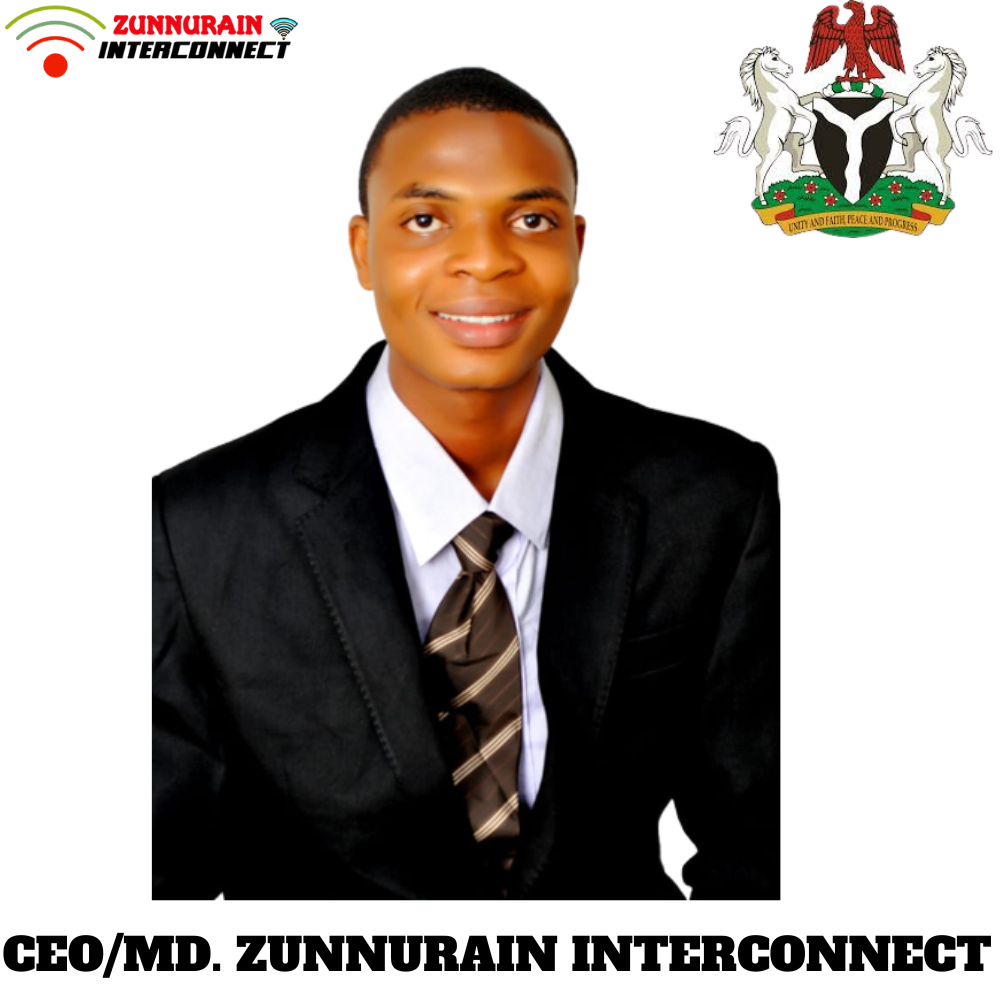 ZUNNURAIN
INTERCONNECT
UNITY AND FAITH, PEACE AND PROGRESS
CEO/MD. ZUNNURAIN INTERCONNECT